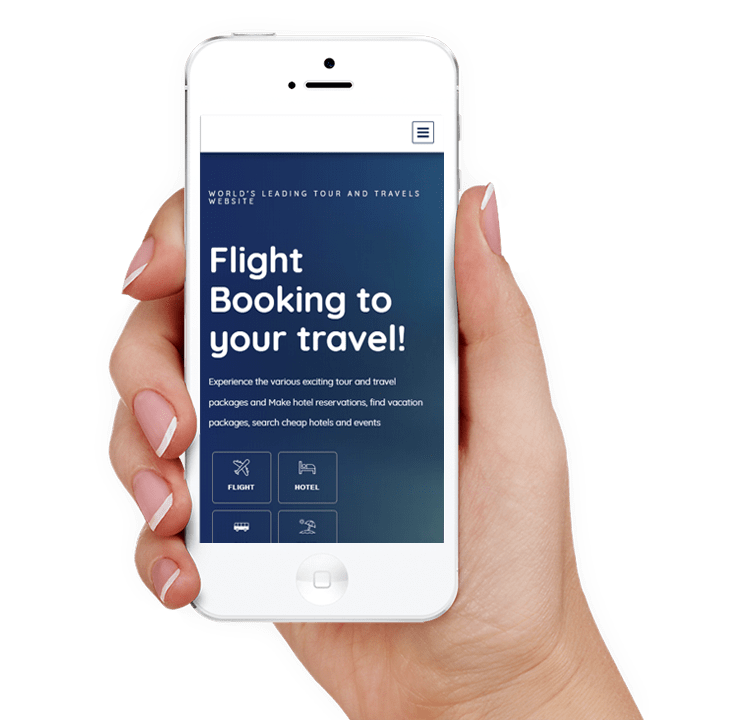 WORLD'S LEADING TOUR AND TRAVELS
WEBSITE
Flight
Booking to
your travel!
Experience the various exciting tour and travel
packages and Make hotel reservations, find vacation
packages, search cheap hotels and events
FLIGHT HOTEL